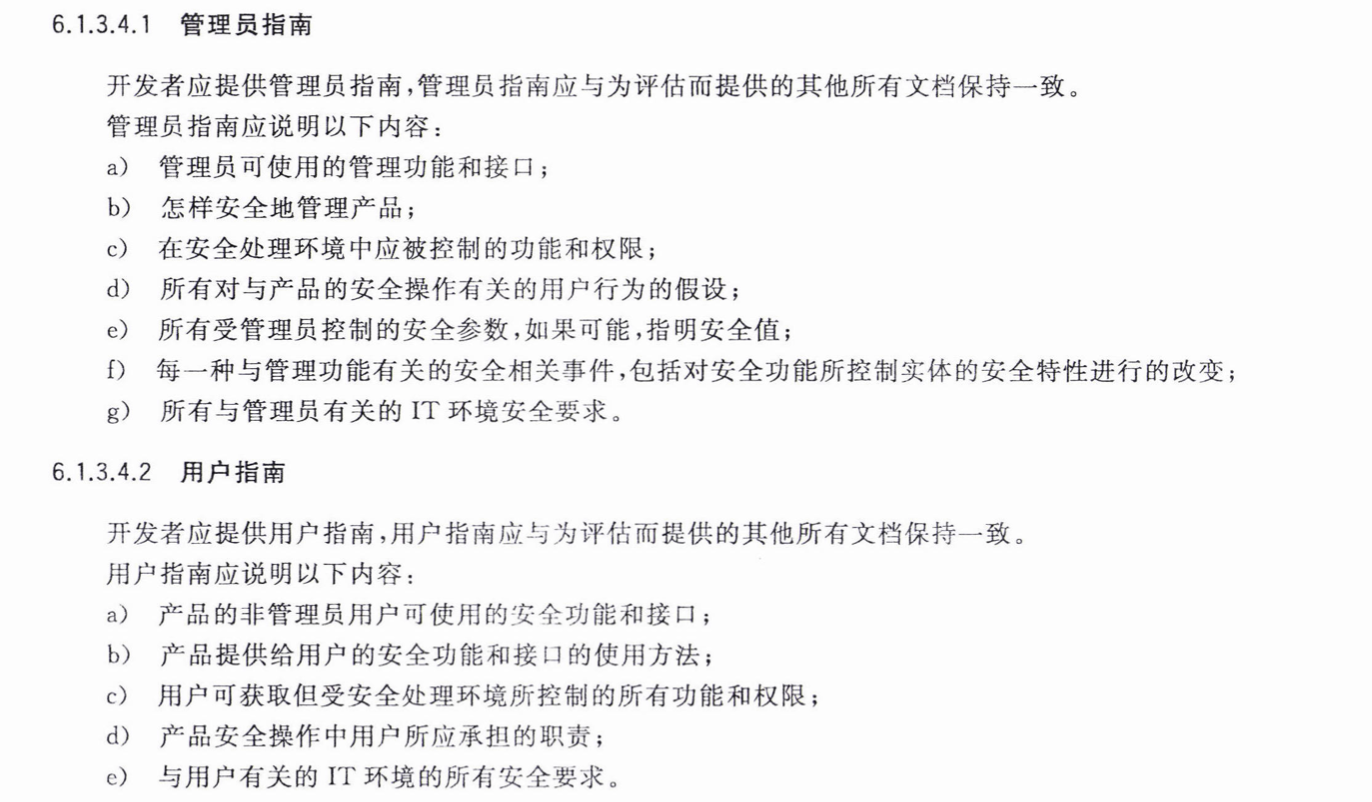 6.1.3.4.1 管理员指南
开发者应提供管理员指南,管理员指南应与为评估而提供的其他所有文档保持一致。
管理员指南应说明以下内容:
a) 管理员可使用的管理功能和接口;
b) 怎样安全地管理产品;
c) 在安全处理环境中应被控制的功能和权限;
d) 所有对与产品的安全操作有关的用户行为的假设;
e) 所有受管理员控制的安全参数,如果可能,指明安全值;
f) 每一种与管理功能有关的安全相关事件,包括对安全功能所控制实体的安全特性进行的改变;
g) 所有与管理员有关的 IT 环境安全要求。
6.1.3.4.2 用户指南
开发者应提供用户指南,用户指南应与为评估而提供的其他所有文档保持一致。
用户指南应说明以下内容:
a) 产品的非管理员用户可使用的安全功能和接口;
b) 产品提供给用户的安全功能和接口的使用方法;
c) 用户可获取但受安全处理环境所控制的所有功能和权限;
d) 产品安全操作中用户所应承担的职责;
e) 与用户有关的 IT 环境的所有安全要求。